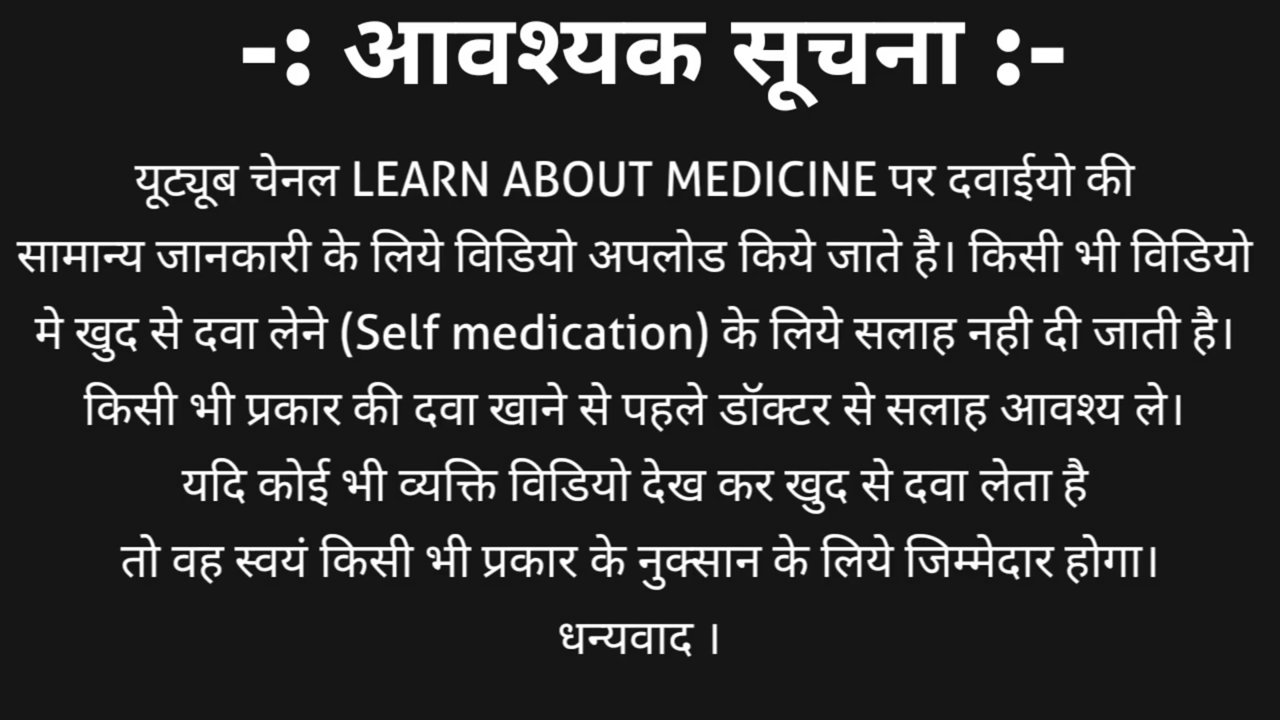 -: आवश्यक सूचना :-
यूट्यूब चेनल LEARN ABOUT MEDICINE पर दवाईयो की
सामान्य जानकारी के लिये विडियो अपलोड किये जाते है। किसी भी विडियो
मे खुद से दवा लेने (Self medication) के लिये सलाह नही दी जाती है।
किसी भी प्रकार की दवा खाने से पहले डॉक्टर से सलाह आवश्य ले।
यदि कोई भी व्यक्ति विडियो देख कर खुद से दवा लेता है
तो वह स्वयं किसी भी प्रकार के नुक्सान के लिये जिम्मेदार होगा।
धन्यवाद ।